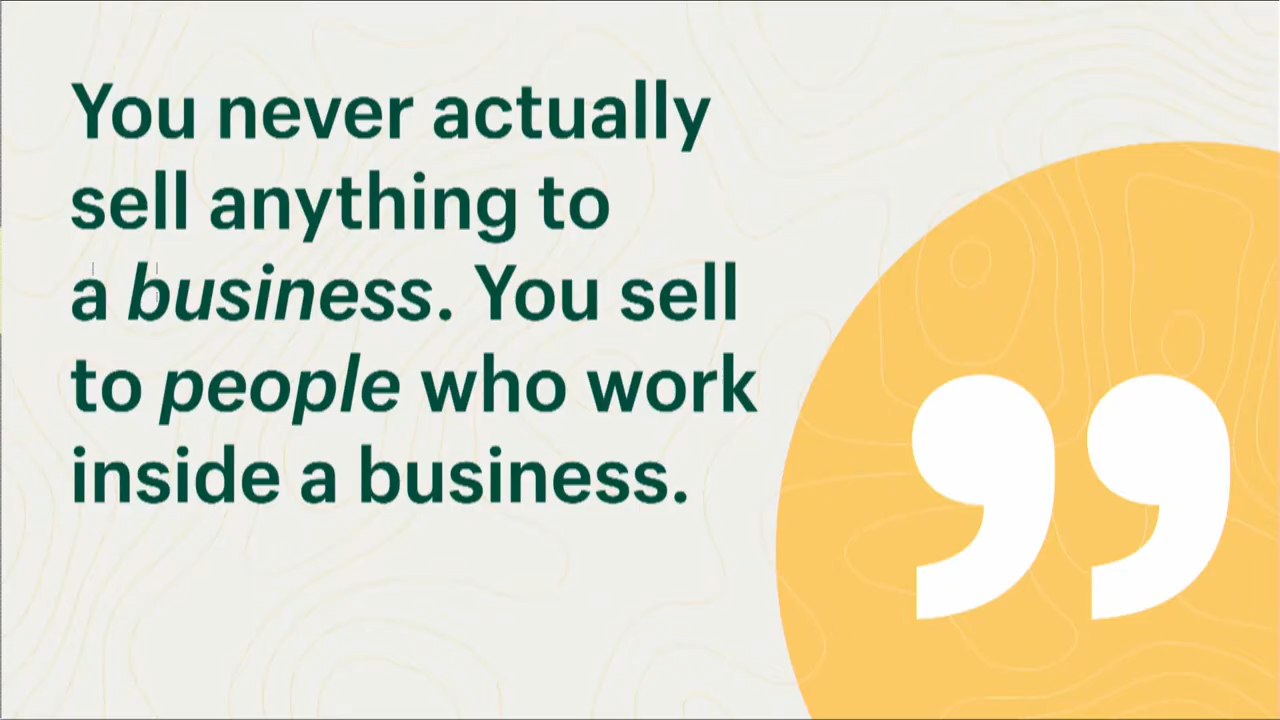 You never actually
sell anything to
a business. You sell
to people who work
inside a business.
”